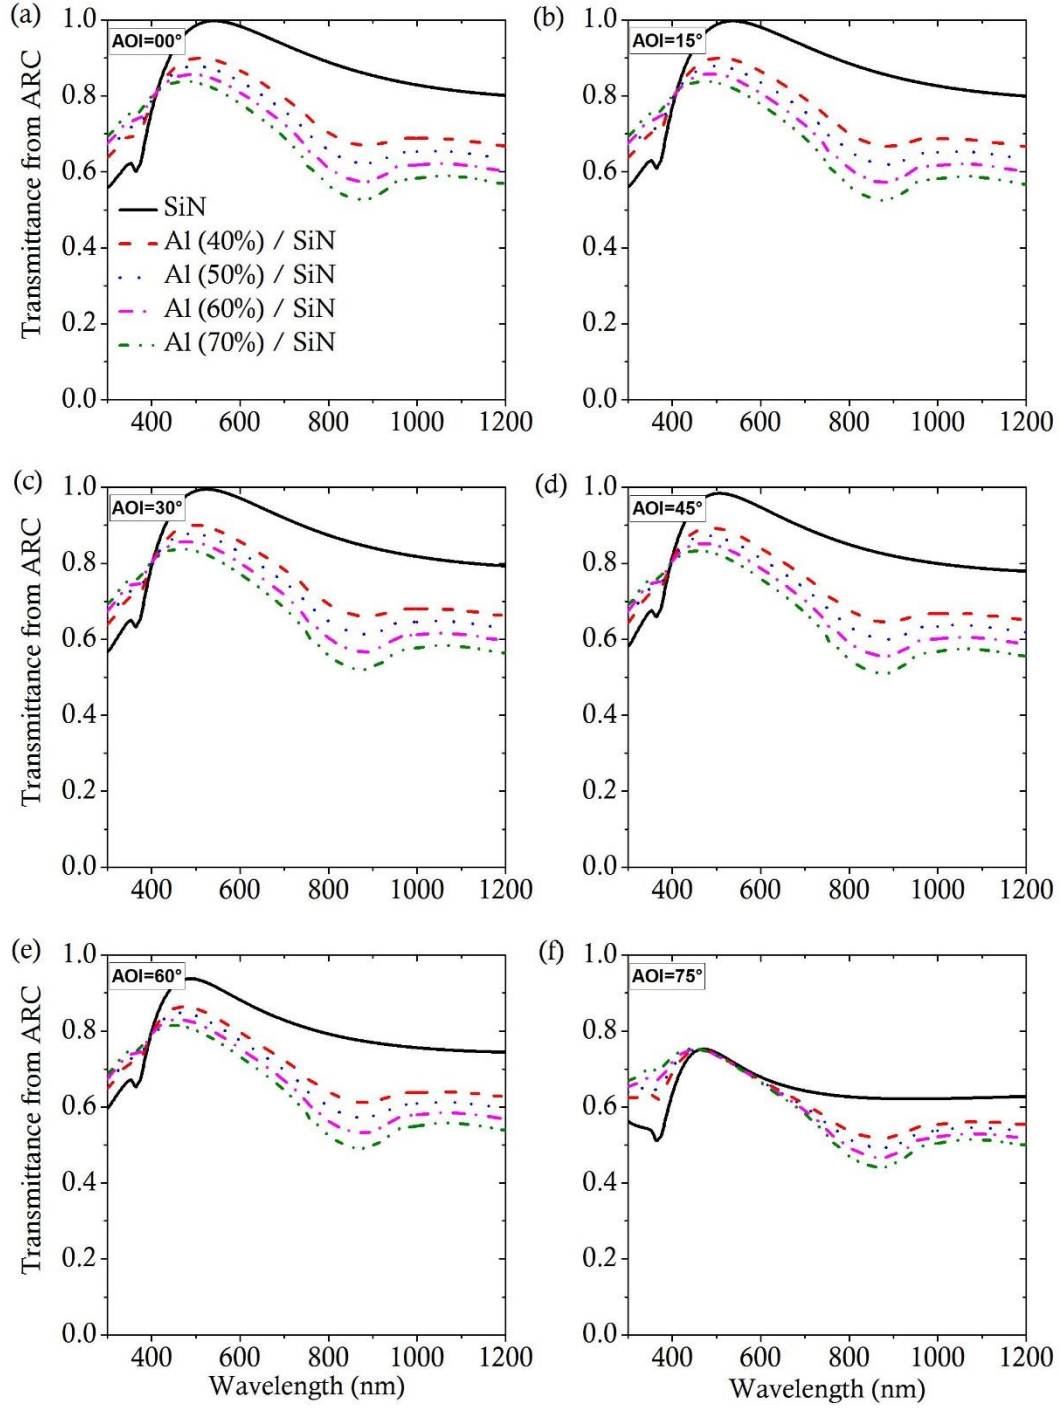 (a)
AOI=00°
1.0
0.8
0.6
0.4
0.2
0.0
Transmittance from ARC
SiN
Al (40%) / SiN
Al (50%) / SiN
Al (60%) / SiN
Al (70%) / SiN
400 600 800 1000 1200
(b)
AOI=15°
1.0
0.8
0.6
0.4
0.2
0.0
400 600 800 1000 1200
(c)
AOI=30°
1.0
0.8
0.6
0.4
0.2
0.0
Transmittance from ARC
400 600 800 1000 1200
(d)
AOI=45°
1.0
0.8
0.6
0.4
0.2
0.0
400 600 800 1000 1200
(e)
AOI=60°
1.0
0.8
0.6
0.4
0.2
0.0
Transmittance from ARC
400 600 800 1000 1200
Wavelength (nm)
(f)
AOI=75°
1.0
0.8
0.6
0.4
0.2
0.0
400 600 800 1000 1200
Wavelength (nm)